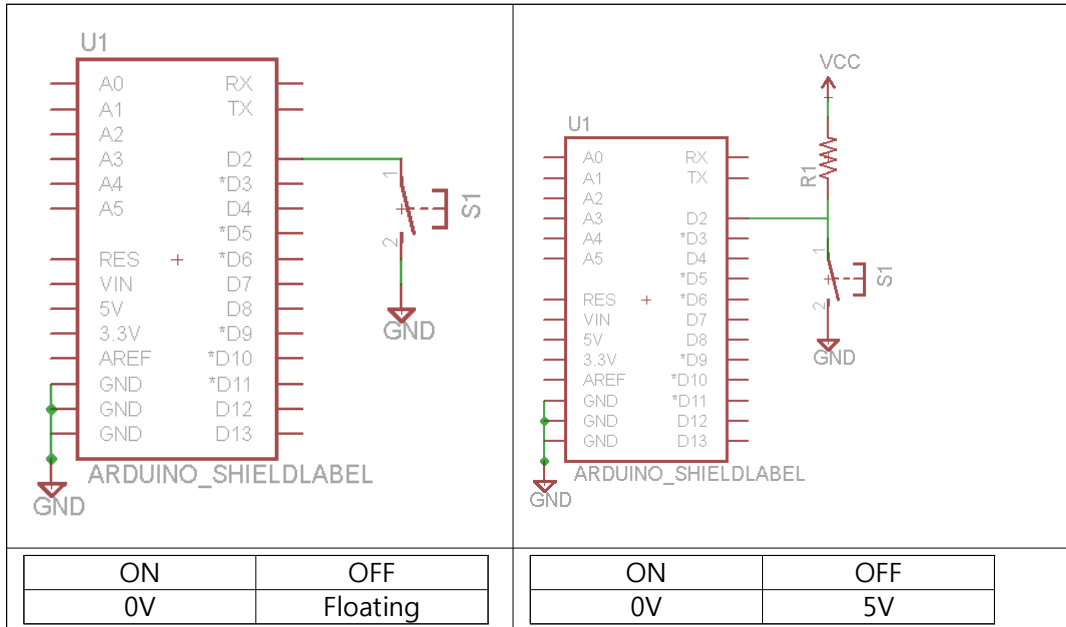 U1
A0 RX
A1 TX
A2
A3 D2
A4 *D3
A5 D4
*D5
RES *D6
VIN D7
5V D8
3.3V *D9
AREF *D10
GND *D11
GND D12
GND D13
ARDUINO_SHIELDLABEL
GND
1
2
S1
GND
ON OFF
0V Floating
VCC
R1
U1
A0 RX
A1 TX
A2
A3 D2
A4 *D3
A5 D4
*D5
RES *D6
VIN D7
5V D8
3.3V *D9
AREF *D10
GND *D11
GND D12
GND D13
ARDUINO_SHIELDLABEL
GND
1
2
S1
GND
ON OFF
0V 5V